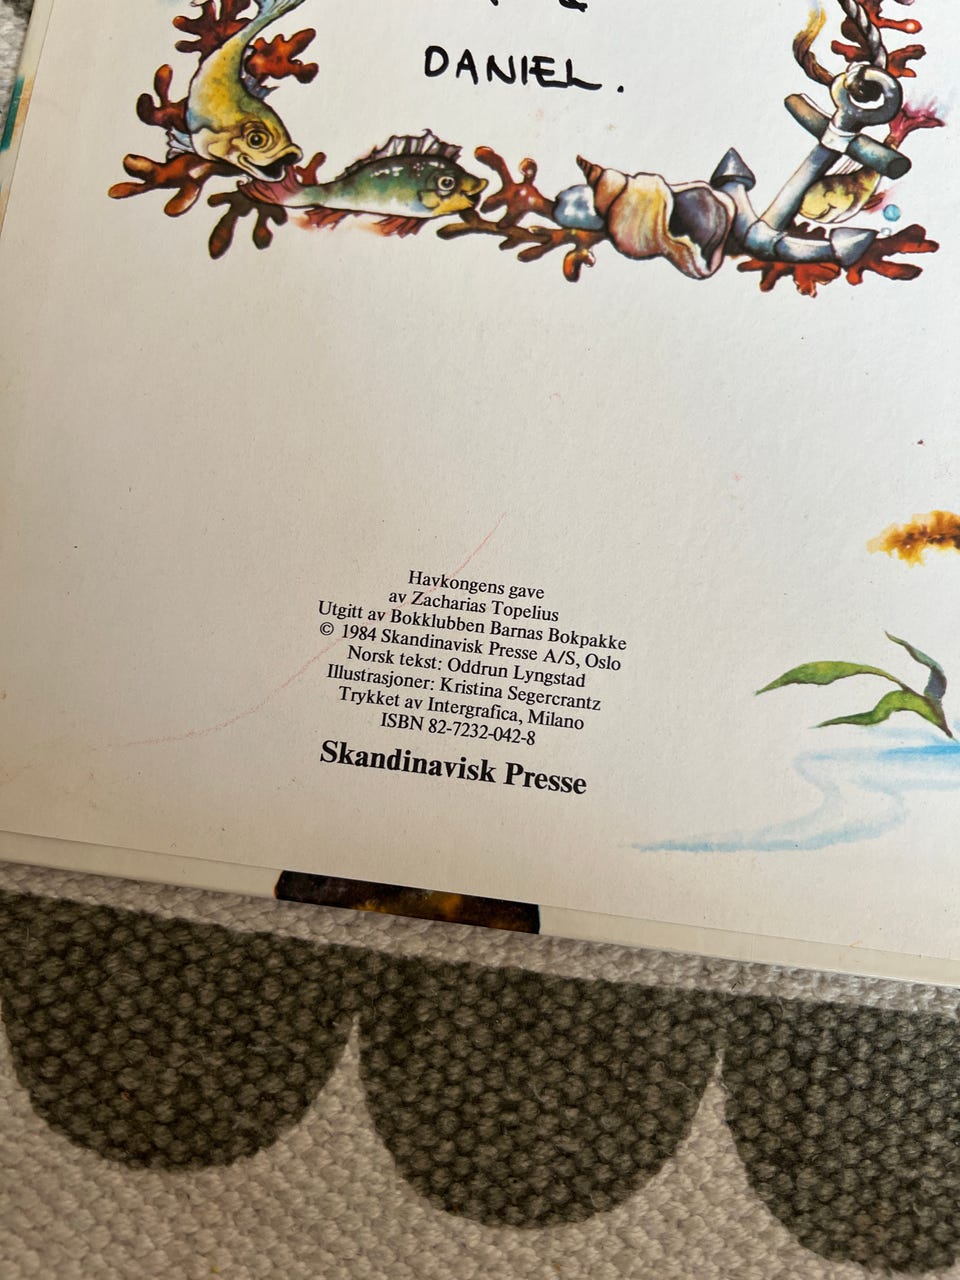 &
DANIEL.
Havkongens gave
av Zacharias Topelius
Utgitt av Bokklubben Barnas Bokpakke
© 1984 Skandinavisk Presse A/S, Oslo
Norsk tekst: Oddrun Lyngstad
Illustrasjoner: Kristina Segercrantz
Trykket av Intergrafica, Milano
ISBN 82-7232-042-8
Skandinavisk Presse